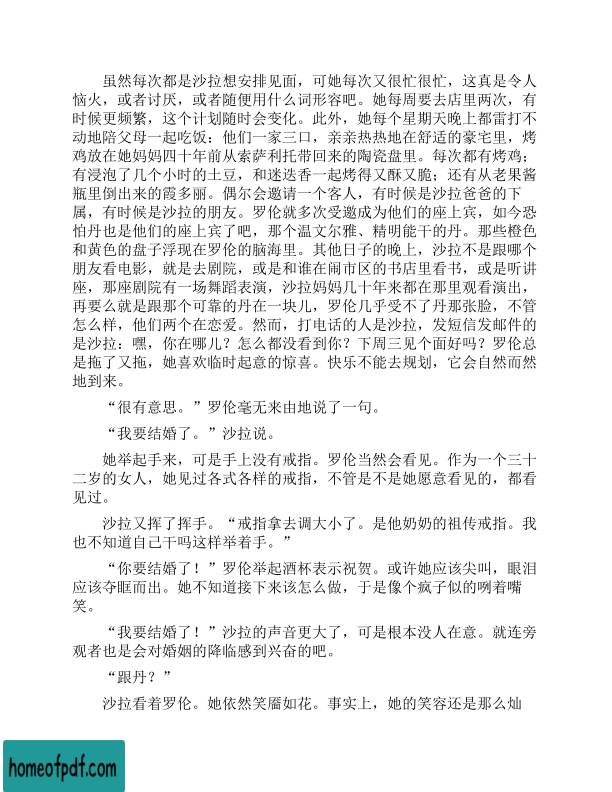 虽然每次都是沙拉想安排见面，可她每次又很忙很忙，这真是令人
恼火，或者讨厌，或者随便用什么词形容吧。她每周要去店里两次，有
时候更频繁，这个计划随时会变化。此外，她每个星期天晚上都雷打不
动地陪父母一起吃饭：他们一家三口，亲亲热热地在舒适的豪宅里，烤
鸡放在她妈妈四十年前从索萨利托带回来的陶瓷盘里。每次都有烤鸡；
有浸泡了几个小时的土豆，和迷迭香一起烤得又酥又脆；还有从老果酱
瓶里倒出来的霞多丽。偶尔会邀请一个客人，有时候是沙拉爸爸的下
属，有时候是沙拉的朋友。罗伦就多次受邀成为他们的座上宾，如今恐
怕丹也是他们的座上宾了吧，那个温文尔雅、精明能干的丹。那些橙色
和黄色的盘子浮现在罗伦的脑海里。其他日子的晚上，沙拉不是跟哪个
朋友看电影，就是去剧院，或是和谁在闹市区的书店里看书，或是听讲
座，那座剧院有一场舞蹈表演，沙拉妈妈几十年来都在那里观看演出，
再要么就是跟那个可靠的丹在一块儿，罗伦几乎受不了丹那张脸，不管
怎么样，他们两个在恋爱。然而，打电话的人是沙拉，发短信发邮件的
是沙拉：嘿，你在哪儿？怎么都没看到你？下周三见个面好吗？罗伦总
是拖了又拖，她喜欢临时起意的惊喜。快乐不能去规划，它会自然而然
地到来。
“很有意思。”罗伦毫无来由地说了一句。
“我要结婚了。”沙拉说。
她举起手来，可是手上没有戒指。罗伦当然会看见。作为一个三十
二岁的女人，她见过各式各样的戒指，不管是不是她愿意看见的，都看
见过。
沙拉又挥了挥手。“戒指拿去调大小了。是他奶奶的祖传戒指。我
也不知道自己干吗这样举着手。”
“你要结婚了！”罗伦举起酒杯表示祝贺。或许她应该尖叫，眼泪
应该夺眶而出。她不知道接下来该怎么做，于是像个疯子似的咧着嘴
笑。
“我要结婚了！”沙拉的声音更大了，可是根本没人在意。就连旁
观者也是会对婚姻的降临感到兴奋的吧。
“跟丹？”
沙拉看着罗伦。她依然笑靥如花。事实上，她的笑容还是那么灿
homeofpdf.com